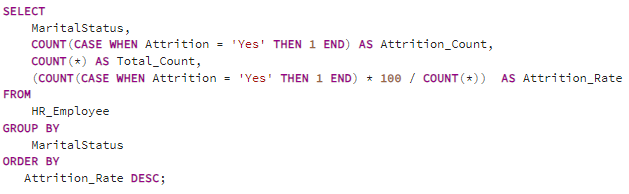 SELECT
    MaritalStatus,
    COUNT(CASE WHEN Attrition = 'Yes' THEN 1 END) AS Attrition_Count,
    COUNT(*) AS Total_Count,
    (COUNT(CASE WHEN Attrition = 'Yes' THEN 1 END) * 100 / COUNT(*))  AS Attrition_Rate
FROM
    HR_Employee
GROUP BY
    MaritalStatus
ORDER BY
   Attrition_Rate DESC;